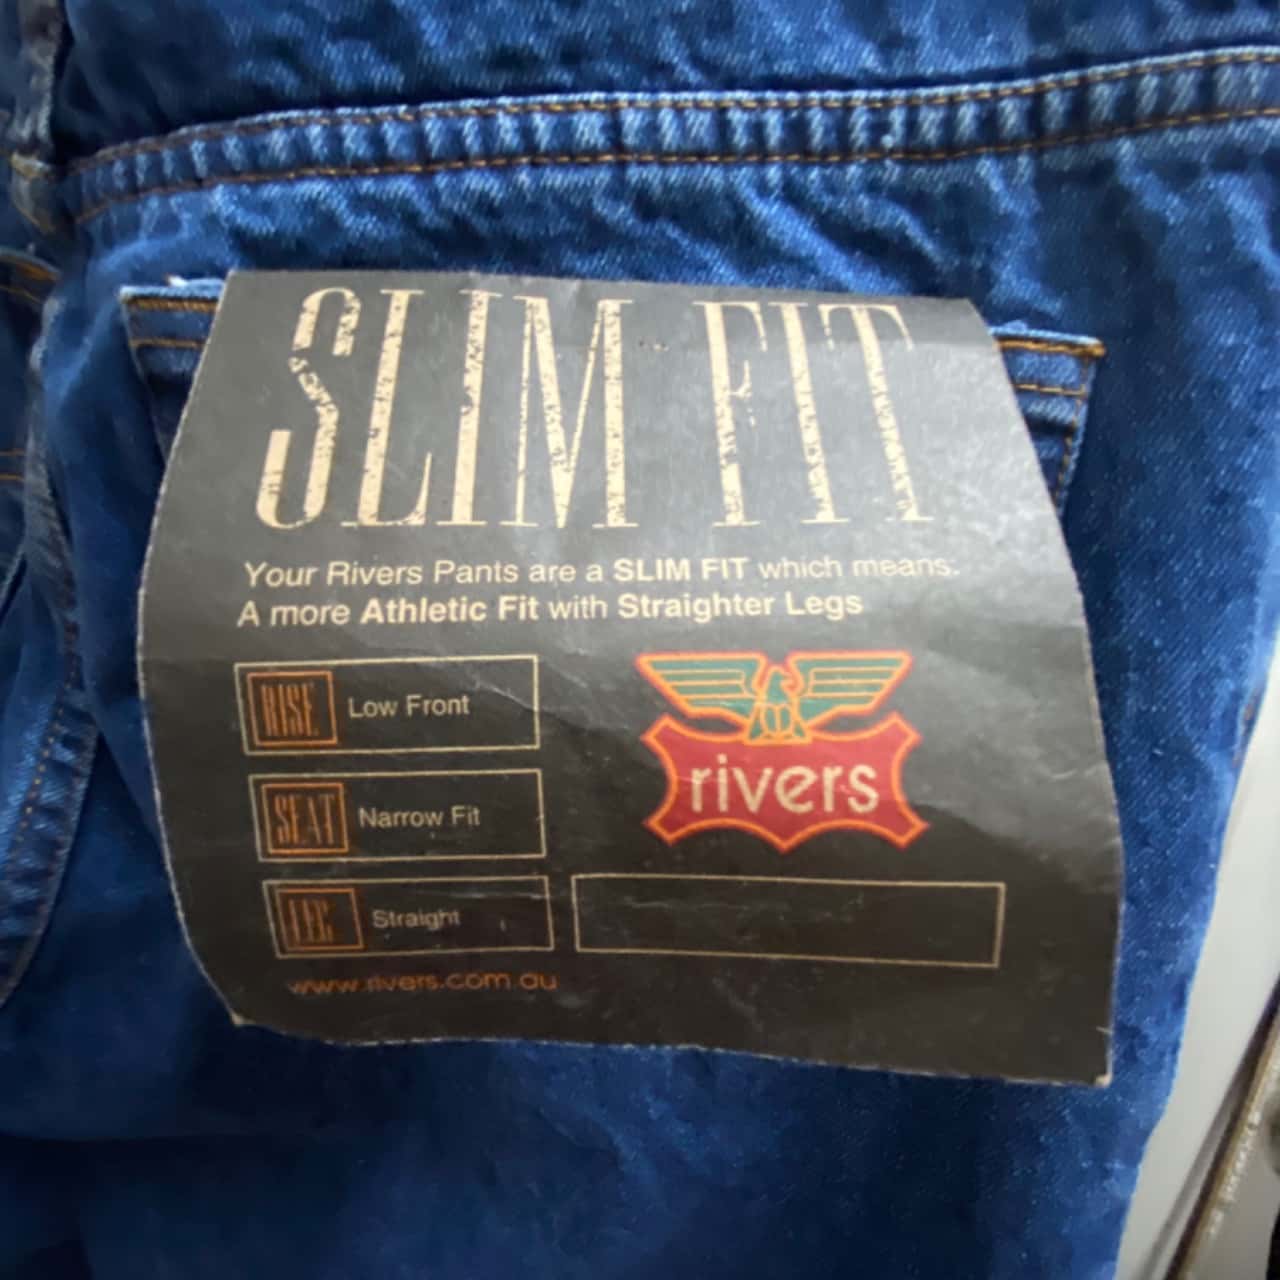 SLIM FIT
Your Rivers Pants are a SLIM FIT which means:
A more Athletic Fit with Straighter Legs
RISE Low Front
rivers
SEAT Narrow Fit
LEG Straight
www.rivers.com.au